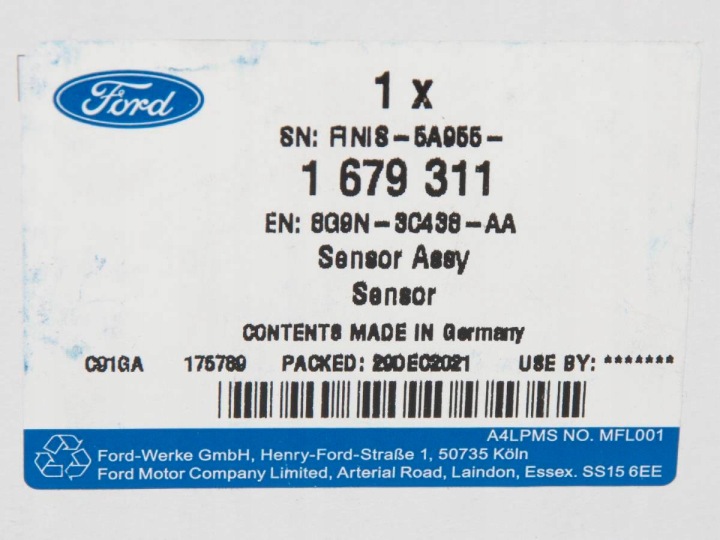 Ford
1 x
SN: FINIS-5A955-
1 679 311
EN: 8G9N-3C438-AA
Sensor Assy
Sensor
CONTENTS MADE IN Germany
C91GA 175789 PACKED: 29DEC2021 USE BY: *******
A4LPMS NO. MFL001
Ford-Werke GmbH, Henry-Ford-Straße 1, 50735 Köln
Ford Motor Company Limited, Arterial Road, Laindon, Essex. SS15 6EE